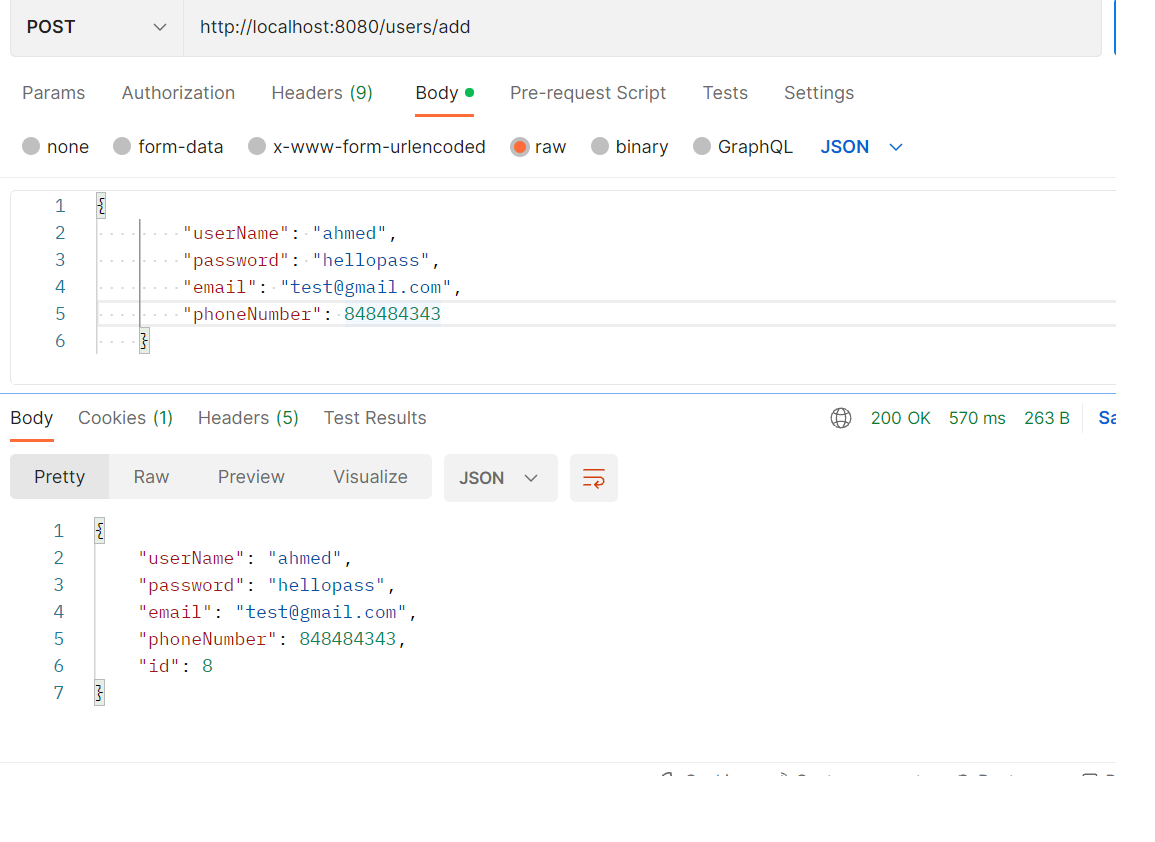 POST http://localhost:8080/users/add
Params Authorization Headers (9) Body Pre-request Script Tests Settings
none form-data x-www-form-urlencoded raw binary GraphQL JSON
1 {
2 "userName": "ahmed",
3 "password": "hellopass",
4 "email": "test@gmail.com",
5 "phoneNumber": 848484343
6 }
Body Cookies (1) Headers (5) Test Results 200 OK 570 ms 263 B Sa
Pretty Raw Preview Visualize JSON
1 {
2 "userName": "ahmed",
3 "password": "hellopass",
4 "email": "test@gmail.com",
5 "phoneNumber": 848484343,
6 "id": 8
7 }